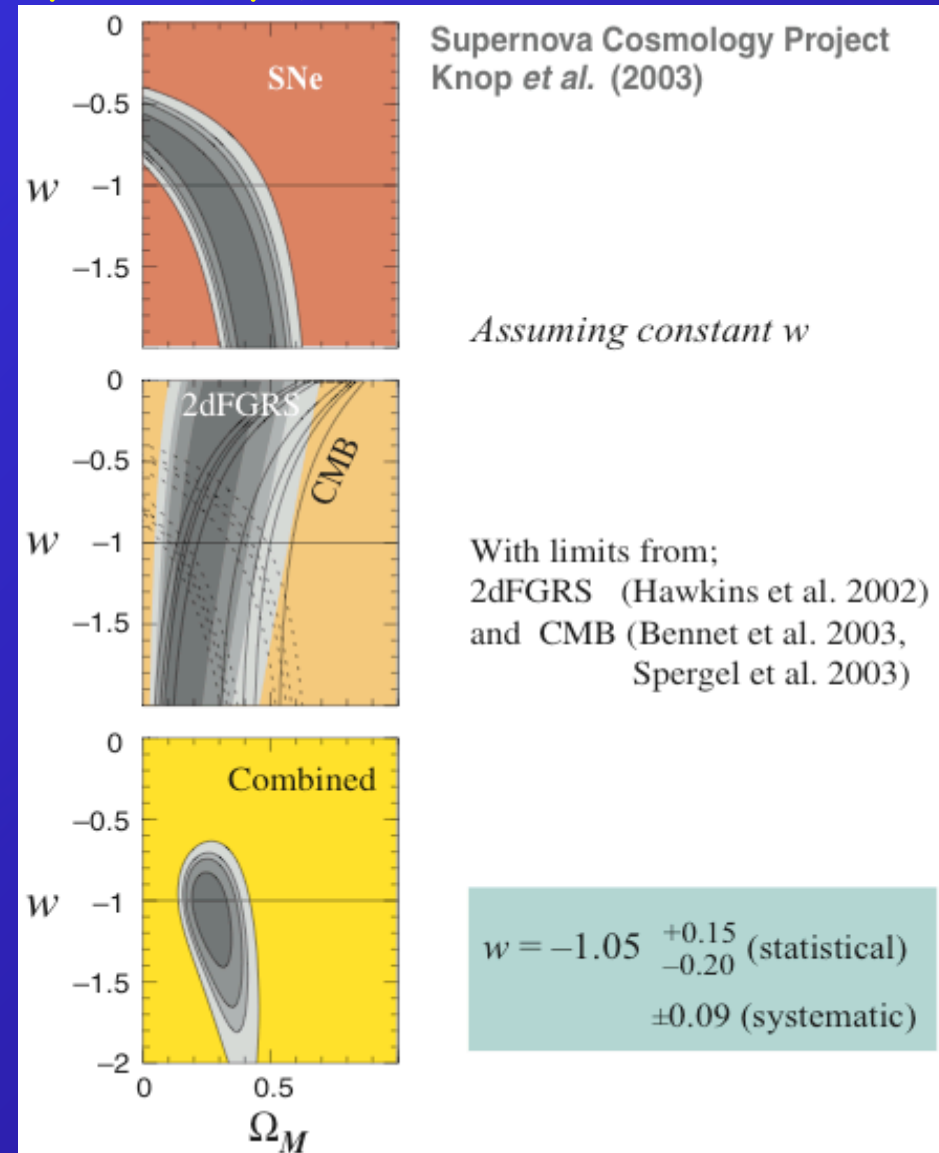 Supernova Cosmology Project
Knop et al. (2003)
0
SNe
−0.5
w −1
−1.5
Assuming constant w
0
2dFGRS
−0.5
CMB
w −1
−1.5
With limits from;
2dFGRS (Hawkins et al. 2002)
and CMB (Bennet et al. 2003,
Spergel et al. 2003)
0
Combined
−0.5
w −1
−1.5
−2
0 0.5
Ω_M
w = −1.05 +0.15 −0.20 (statistical)
±0.09 (systematic)